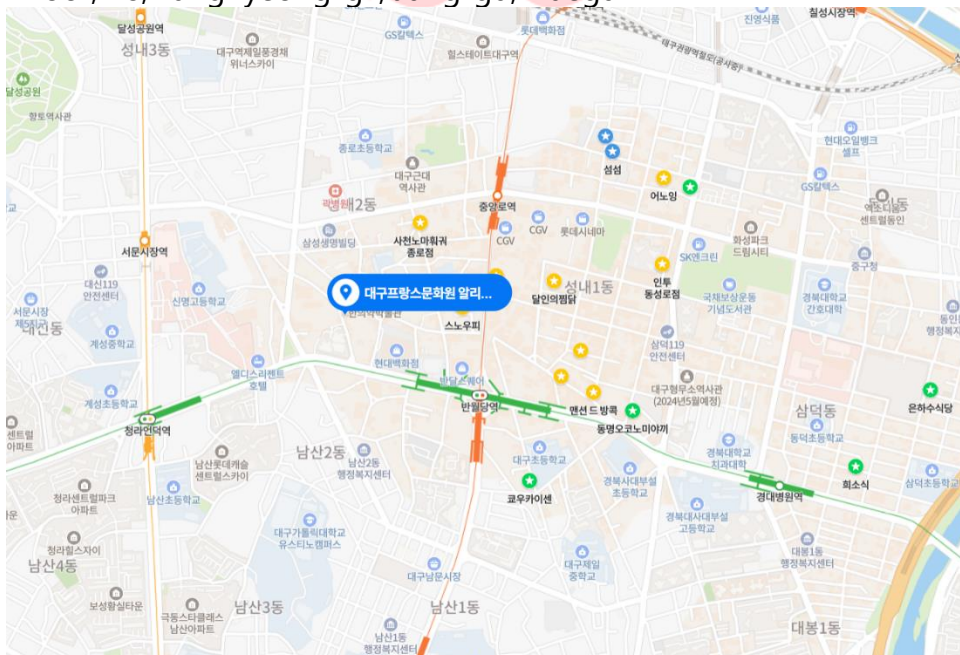 달성공원역
성내3동
대구역제일풍경채
위너스카이
GS칼텍스
힐스테이트대구역
롯데백화점
대구권광역철도(공사중)
진영식품
칠성시장역
달성공원
향토역사관
종로초등학교
대구근대
역사관
곽병원
섬섬
어노잉
현대오일뱅크
셀프
GS칼텍스
센트럴동인
삼성생명빌딩
사천노마훠궈
종로점
중앙로역
CGV
CGV
롯데시네마
화성파크
드림시티
SK엔크린
중구청
서문시장역
대신119
안전센터
신명고등학교
대구프랑스문화원 알리...
스노우피
달인의찜닭
성내1동
인투
동성로점
국채보상운동
기념도서관
경북대학교
간호대학
서문시장
계성중학교
삼덕119
안전센터
현대백화점
엘디스리젠트
호텔
반월당역
대구형무소역사관
(2024년5월예정)
계성초등학교
청라언덕역
맨션 드 방콕
동명오코노미야끼
삼덕동
은하수식당
동덕초등학교
남산2동
남산2동
행정복지센터
남산롯데캐슬
센트럴스카이
대구초등학교
경북대학교
치과대학
경북사대부설
초등학교
희소식
삼덕초등학교
경대병원역
청라센트럴파크
아파트
남산초등학교
쿄우카이센
경북대사대부설
고등학교
대구가톨릭대학교
유스티노캠퍼스
청라힐스자이
남산4동
대구남문시장
대구제일
중학교
대봉1동
행정복지센터
보성황실타운
극동스타클래스
남산아파트
남산3동
남산1동
남산1동
행정복지센터
대봉1동